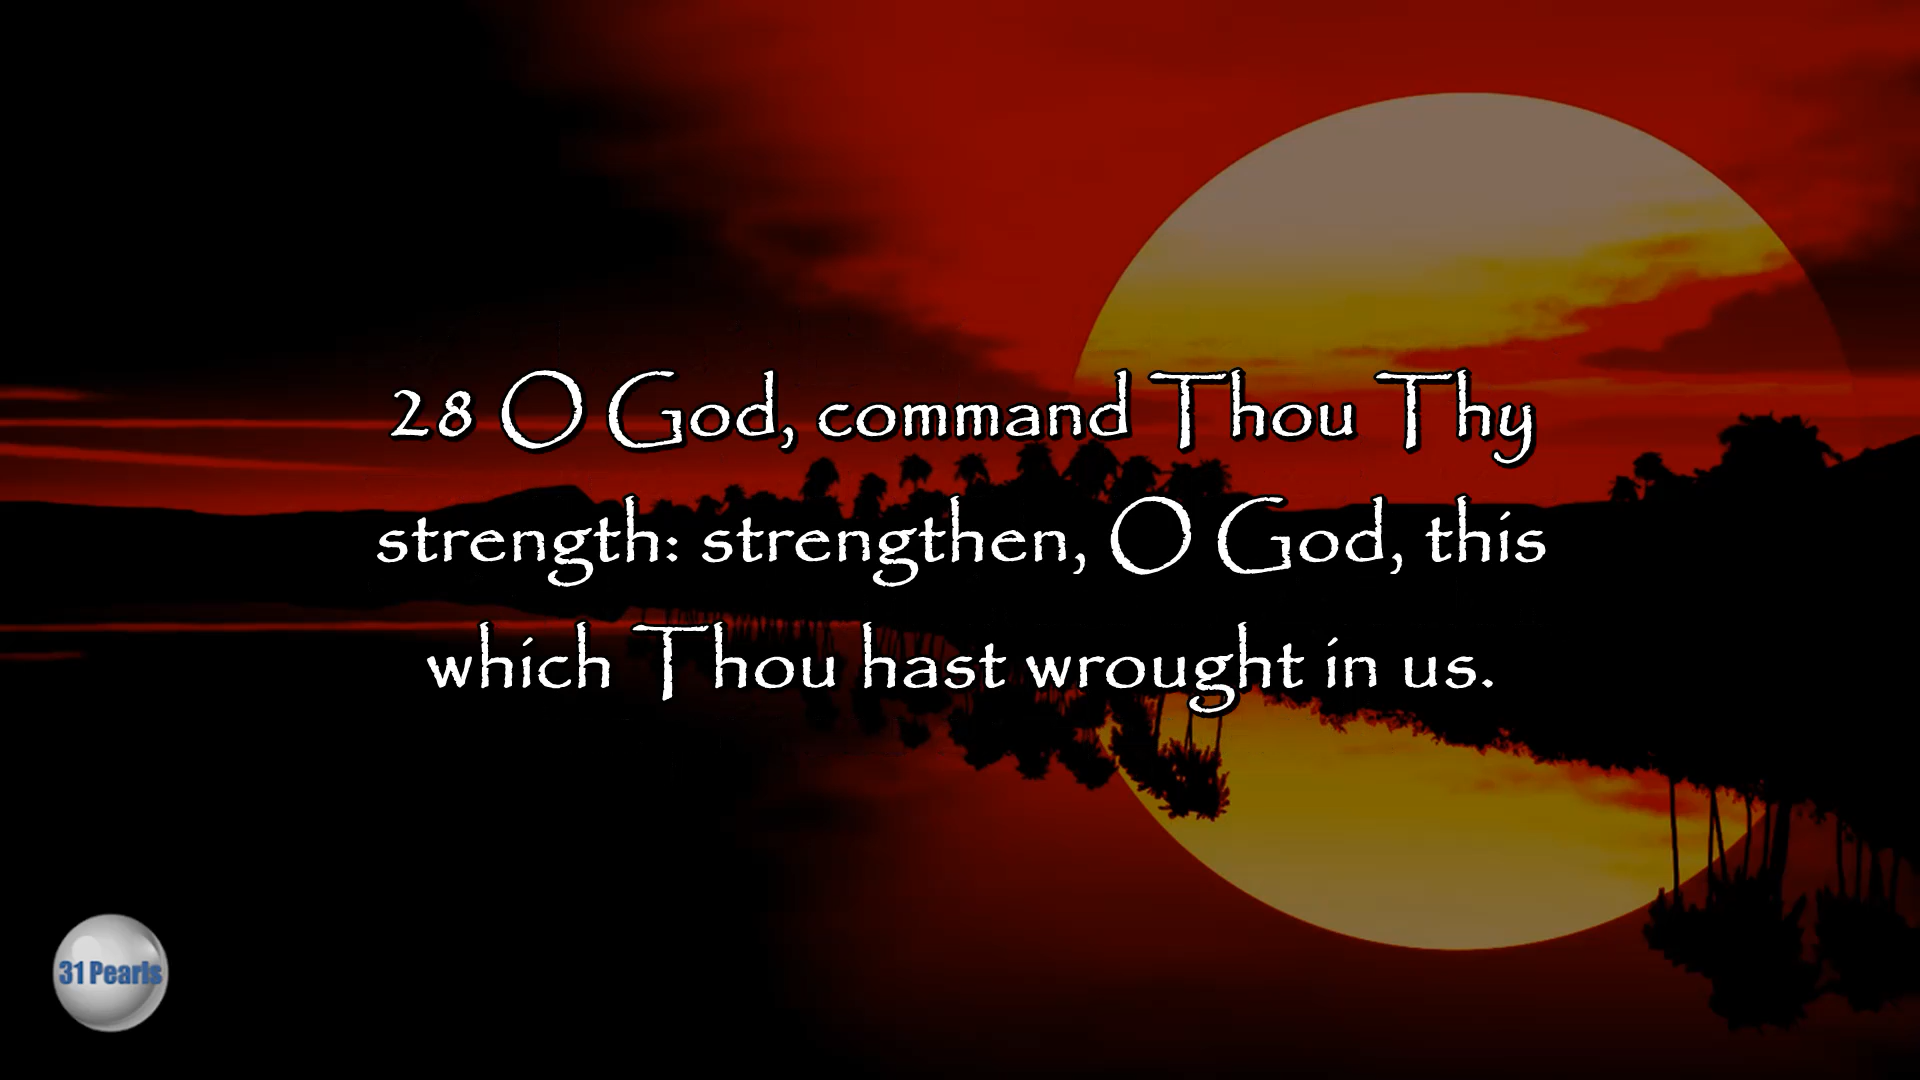 28 O God, command Thou Thy
strength: strengthen, O God, this
which Thou hast wrought in us.
31 Pearls